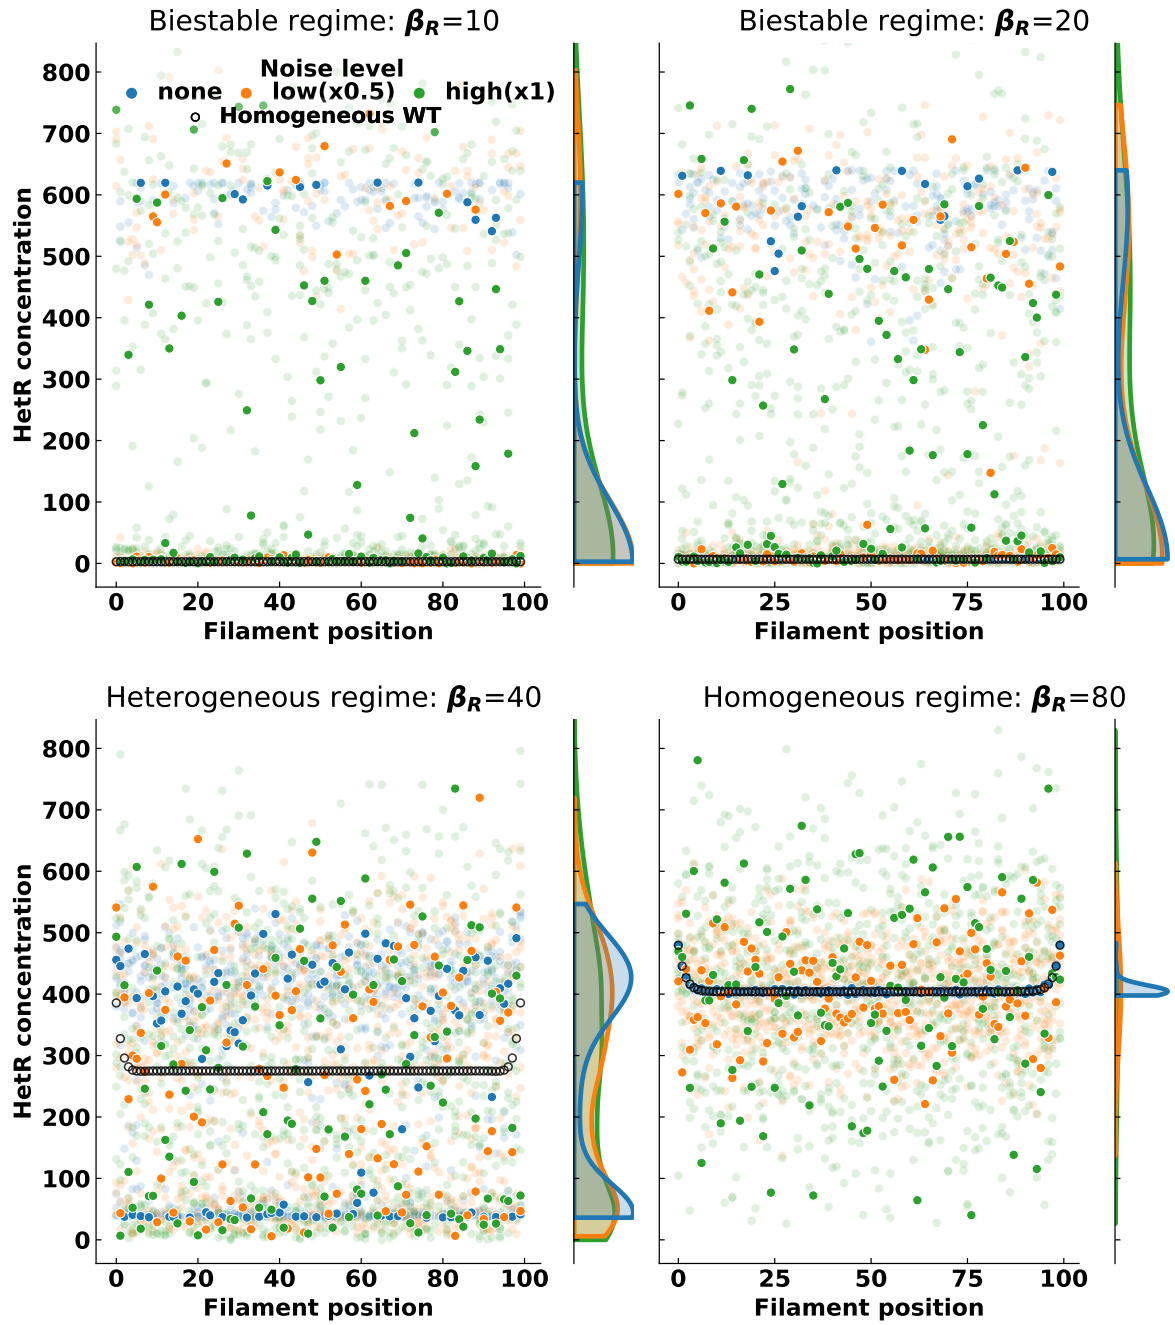 Biestable regime: βR=10
800
700
600
500
400
300
200
100
0
HetR concentration
Noise level
none low(x0.5) high(x1)
Homogeneous WT
0 20 40 60 80 100
Filament position
Biestable regime: βR=20
0 25 50 75 100
Filament position
Heterogeneous regime: βR=40
800
700
600
500
400
300
200
100
0
HetR concentration
0 20 40 60 80 100
Filament position
Homogeneous regime: βR=80
0 25 50 75 100
Filament position